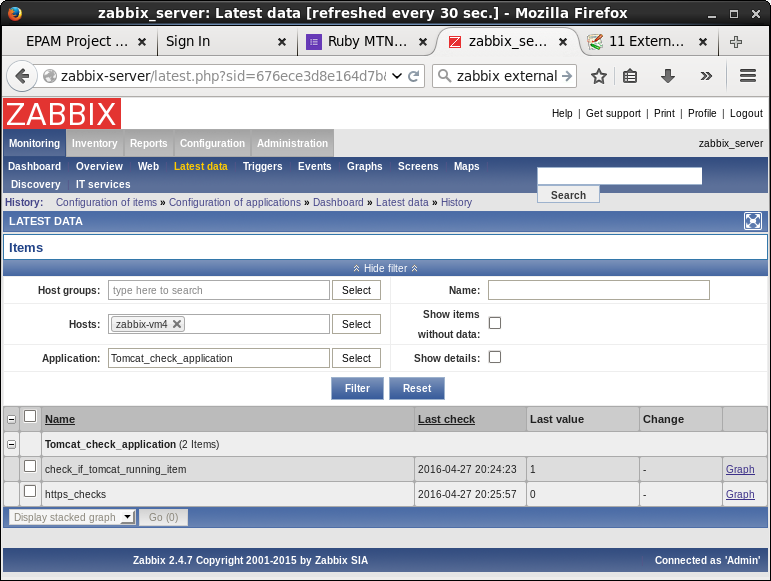 zabbix_server: Latest data [refreshed every 30 sec.] - Mozilla Firefox
EPAM Project ... Sign In Ruby MTN... zabbix_se... 11 Extern...
zabbix-server/latest.php?sid=676ece3d8e164d7b zabbix external
ZABBIX
Help | Get support | Print | Profile | Logout
Monitoring Inventory Reports Configuration Administration zabbix_server
Dashboard Overview Web Latest data Triggers Events Graphs Screens Maps
Discovery IT services
Search
History: Configuration of items » Configuration of applications » Dashboard » Latest data » History
LATEST DATA
Items
Hide filter
Host groups: type here to search Select Name:
Hosts: zabbix-vm4 Select Show items without data:
Application: Tomcat_check_application Select Show details:
Filter Reset
Name Last check Last value Change
Tomcat_check_application (2 Items)
check_if_tomcat_running_item 2016-04-27 20:24:23 1 - Graph
https_checks 2016-04-27 20:25:57 0 - Graph
Display stacked graph Go (0)
Zabbix 2.4.7 Copyright 2001-2015 by Zabbix SIA Connected as 'Admin'